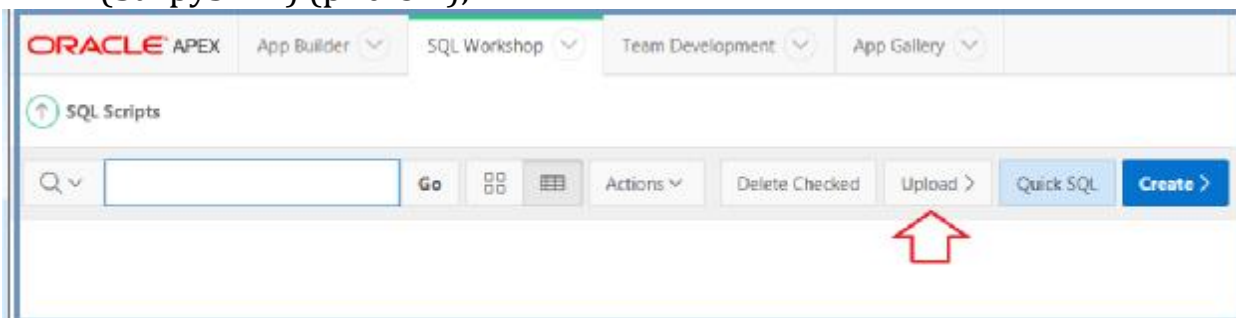 (Загрузить)
ORACLE APEX App Builder SQL Workshop Team Development App Gallery
SQL Scripts
Go Actions Delete Checked Upload > Quick SQL Create >